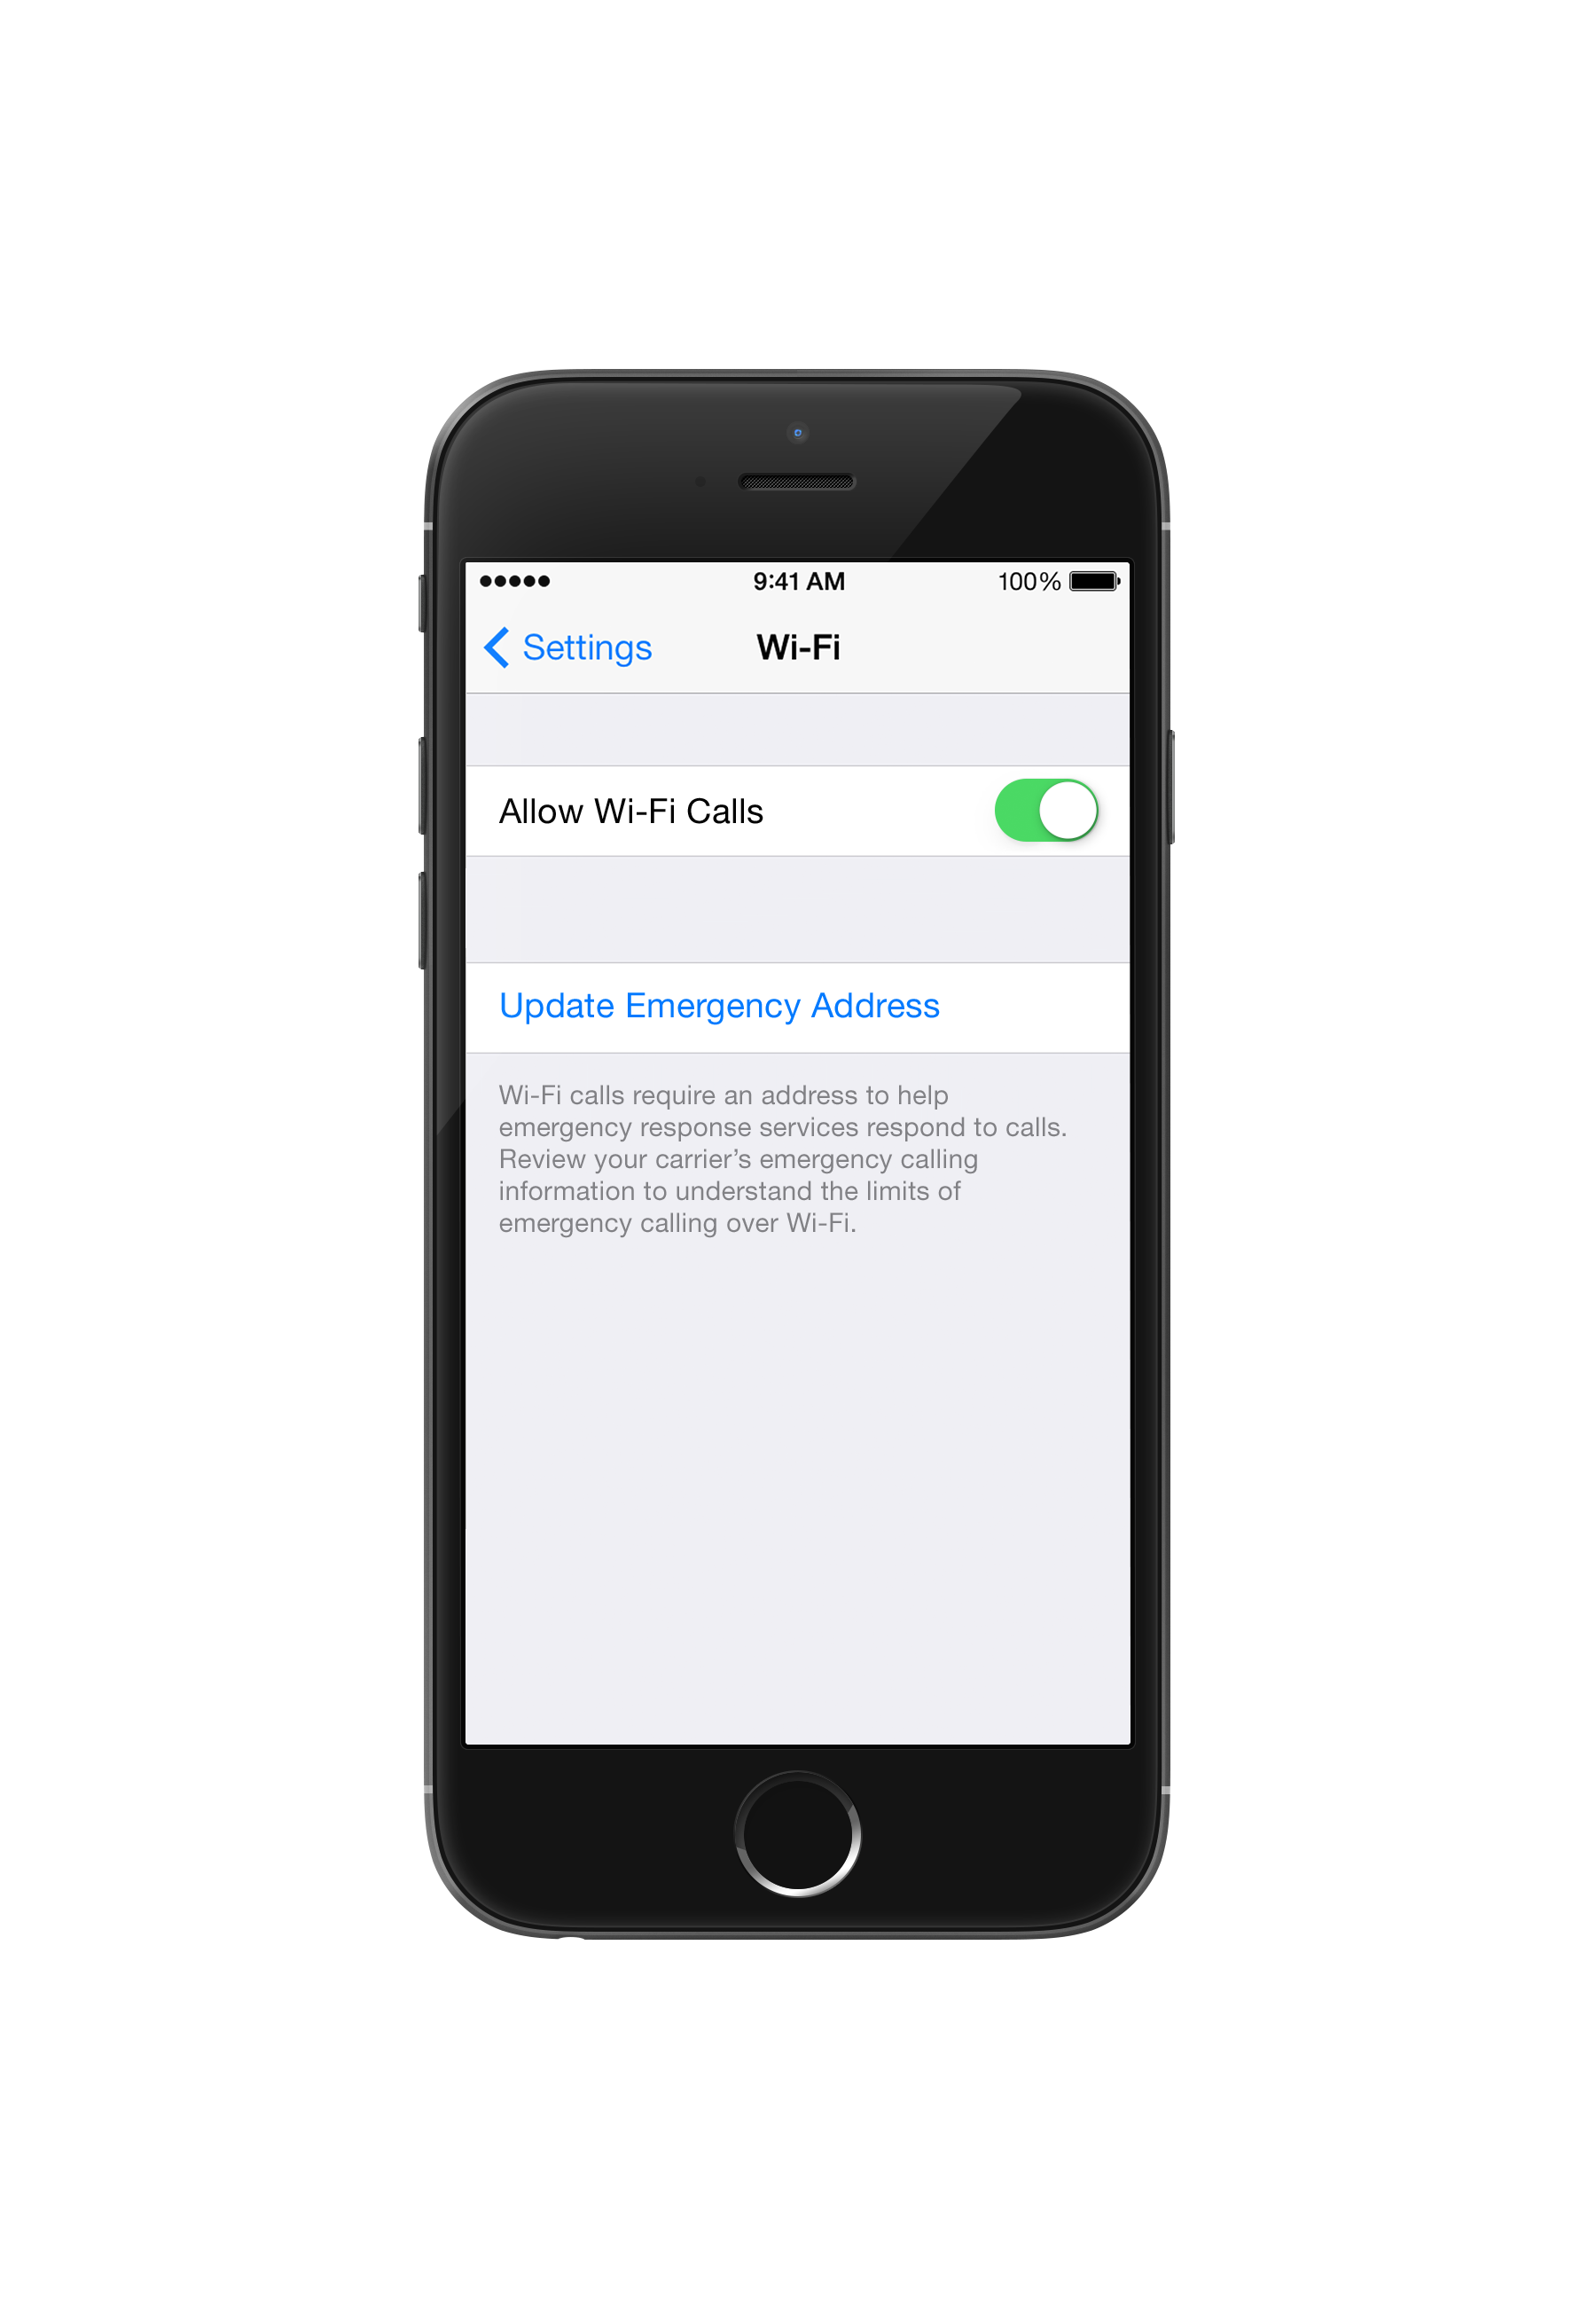 9:41 AM 100%
Settings Wi-Fi
Allow Wi-Fi Calls
Update Emergency Address
Wi-Fi calls require an address to help
emergency response services respond to calls.
Review your carrier’s emergency calling
information to understand the limits of
emergency calling over Wi-Fi.